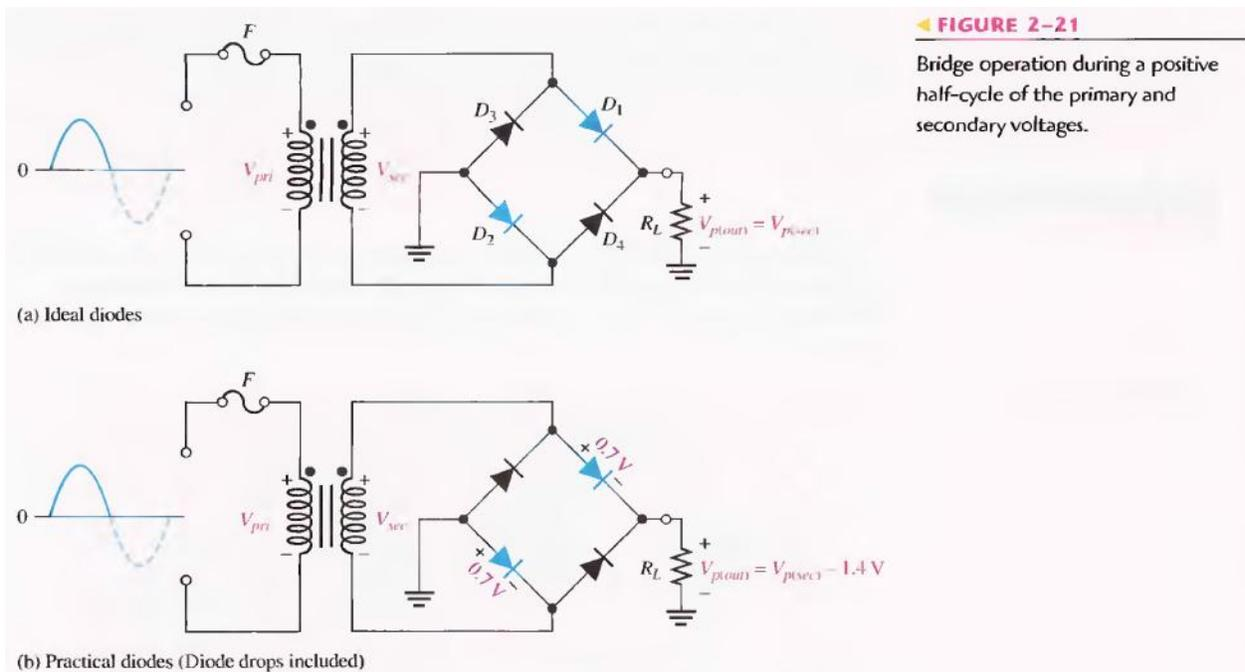 FIGURE 2–21
Bridge operation during a positive
half-cycle of the primary and
secondary voltages.
F
D3
D1
0
+
+
Vpri
Vsec
−
−
D2
D4
RL
+
Vp(out) = Vp(sec)
−
(a) Ideal diodes
F
+
0.7 V
−
0
+
+
Vpri
Vsec
−
−
+
0.7 V
−
RL
+
Vp(out) = Vp(sec) − 1.4 V
−
(b) Practical diodes (Diode drops included)